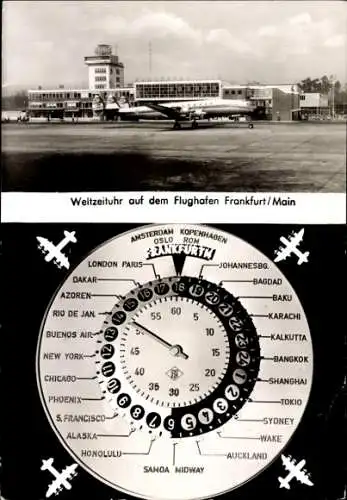 Weltzeituhr auf dem Flughafen Frankfurt/Main
AMSTERDAM KOPENHAGEN
OSLO ROM
FRANKFURT
LONDON PARIS
JOHANNESBG.
DAKAR
BAGDAD
AZOREN
BAKU
RIO DE JAN.
KARACHI
BUENOS AIR.
KALKUTTA
NEW YORK
BANGKOK
CHICAGO
SHANGHAI
PHOENIX
TOKIO
S. FRANCISCO
SYDNEY
ALASKA
WAKE
HONOLULU
AUCKLAND
SAMOA MIDWAY
60
55
5
50
10
45
15
40
20
35
25
30